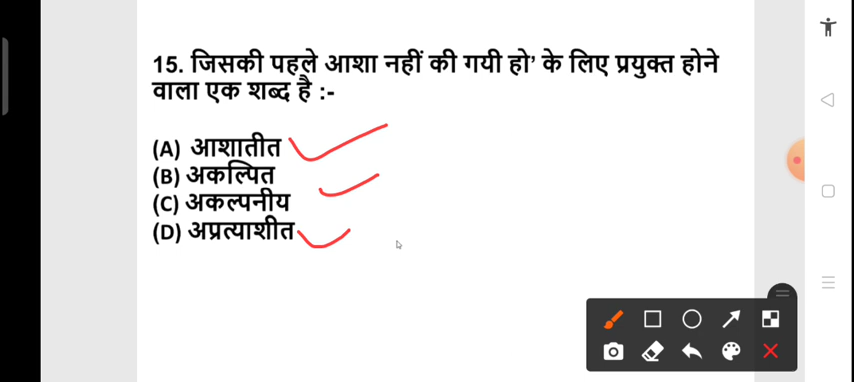 15. जिसकी पहले आशा नहीं की गयी हो' के लिए प्रयुक्त होने
वाला एक शब्द है :-
(A) आशातीत
(B) अकल्पित
(C) अकल्पनीय
(D) अप्रत्याशीत